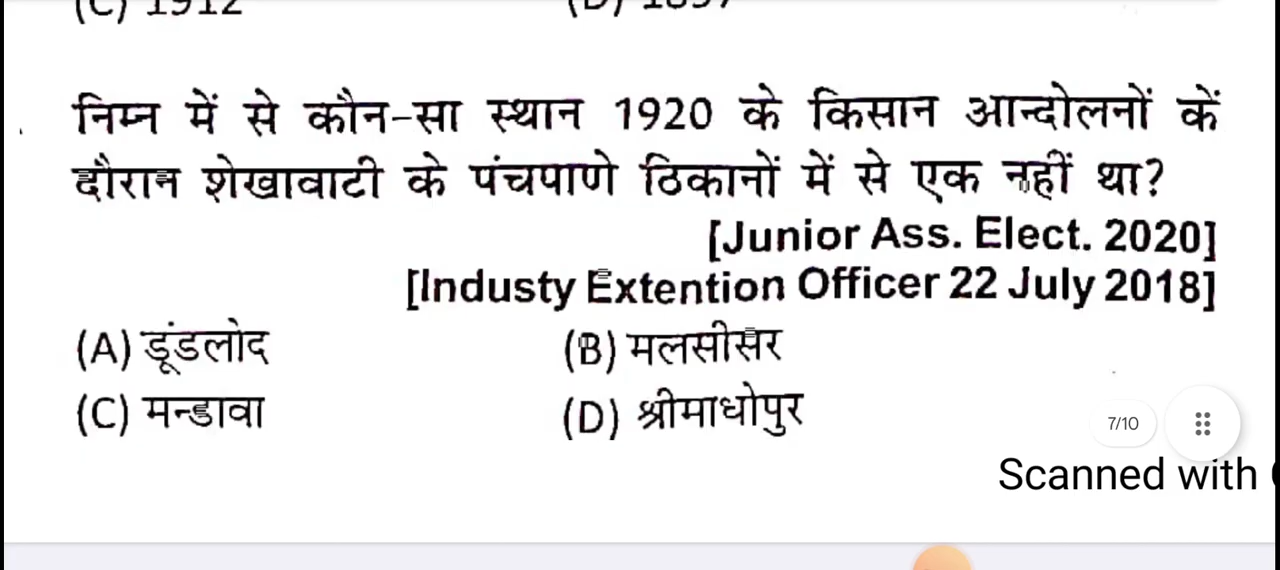 निम्न में से कौन-सा स्थान 1920 के किसान आन्दोलनों कें
दौरान शेखावाटी के पंचपाणे ठिकानों में से एक नहीं था?
[Junior Ass. Elect. 2020]
[Industy Extention Officer 22 July 2018]
(A) डूंडलोद (B) मलसीसर
(C) मन्डावा (D) श्रीमाधोपुर
7/10
Scanned with